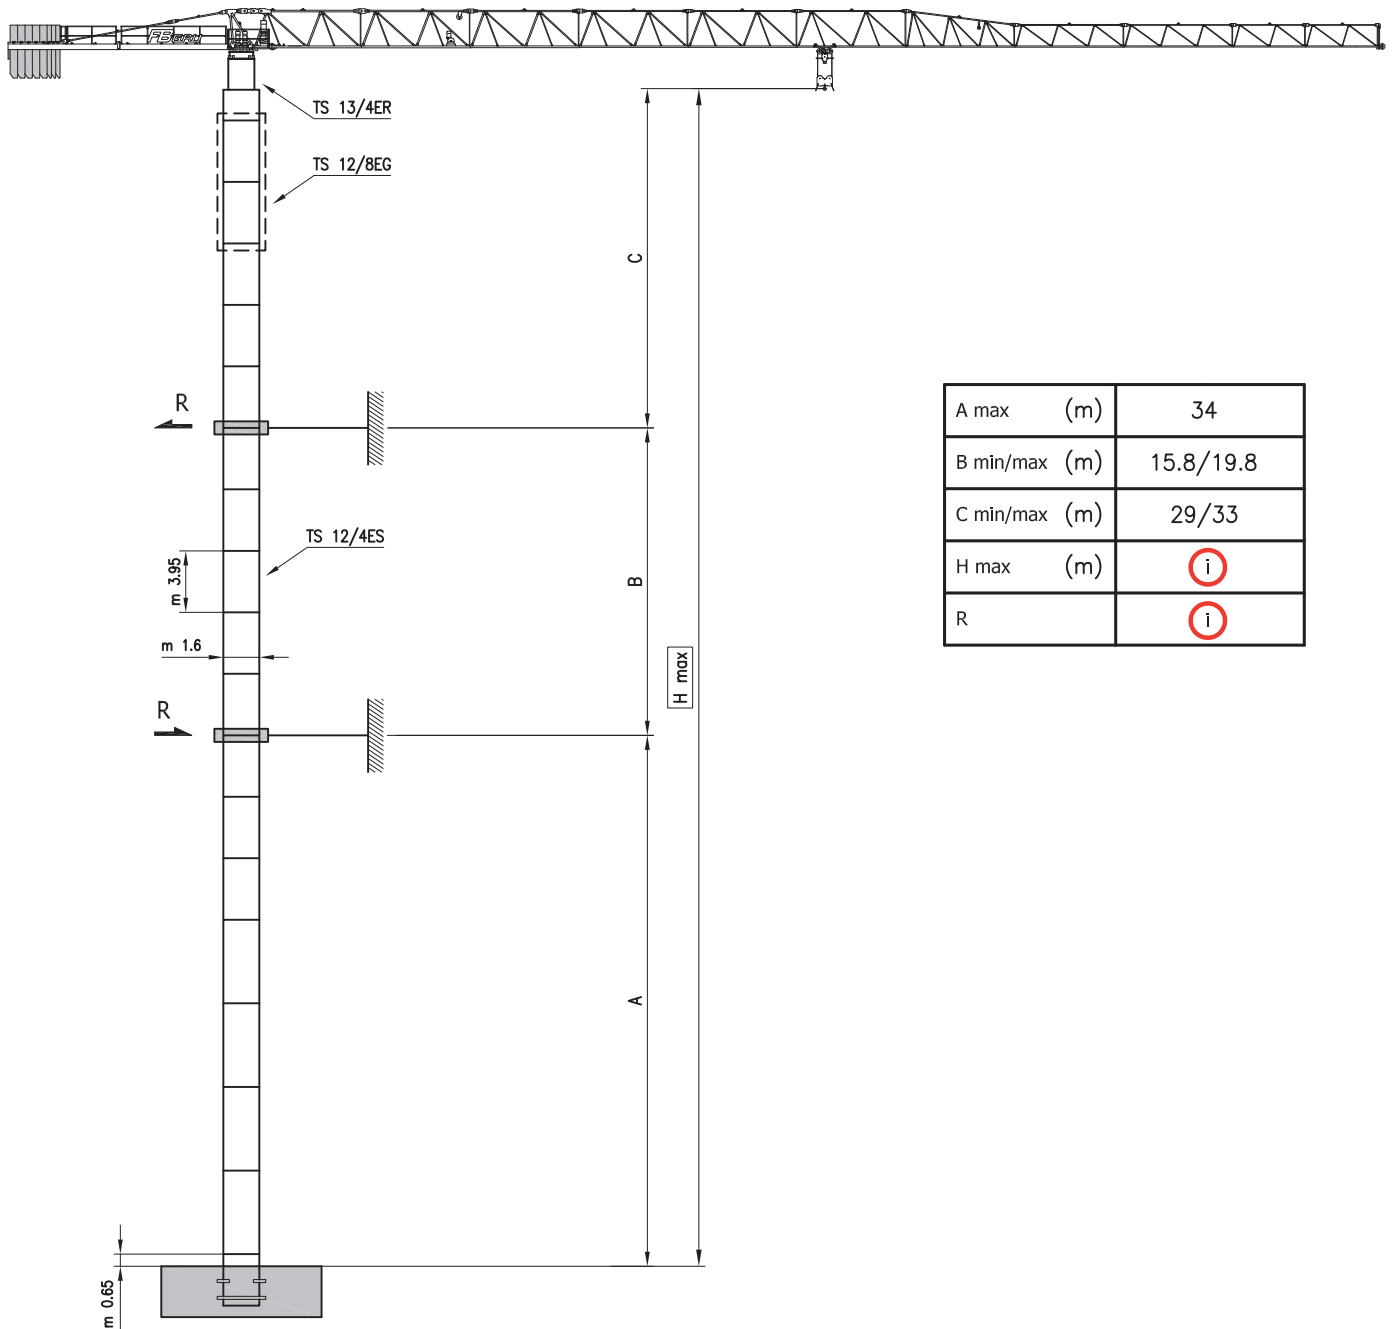 FBGRU
TS 13/4ER
TS 12/8EG
C
R
A max (m) 34
B min/max (m) 15.8/19.8
C min/max (m) 29/33
H max (m) i
R i
TS 12/4ES
m 3.95
B
m 1.6
H max
R
A
m 0.65